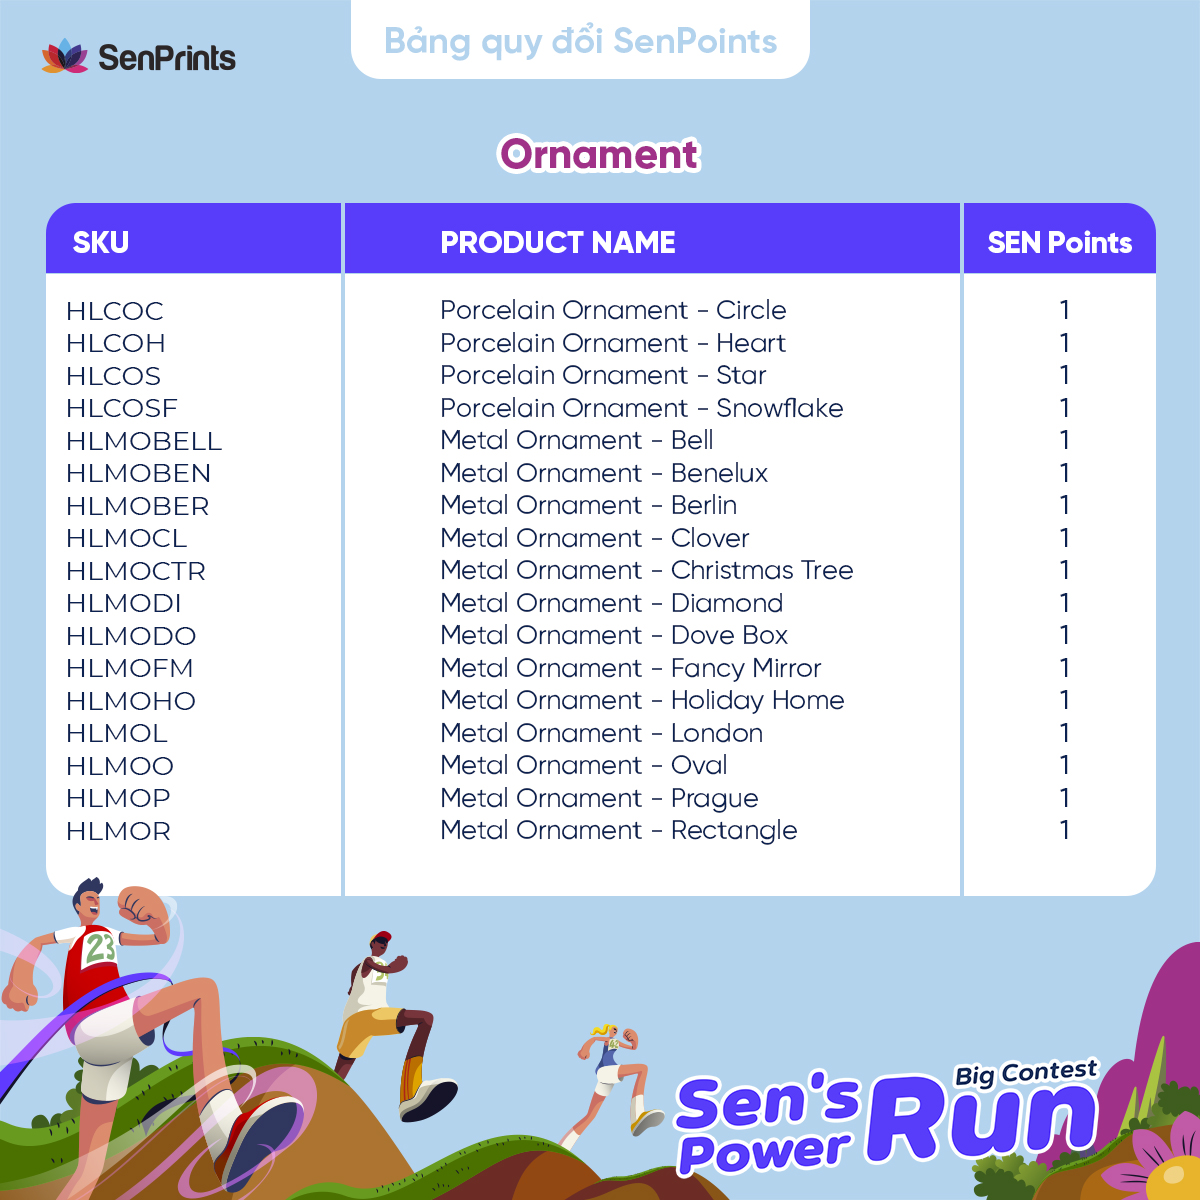 SenPrints
Bảng quy đổi SenPoints
Ornament
SKU PRODUCT NAME SEN Points
HLCOC Porcelain Ornament - Circle 1
HLCOH Porcelain Ornament - Heart 1
HLCOS Porcelain Ornament - Star 1
HLCOSF Porcelain Ornament - Snowflake 1
HLMOBELL Metal Ornament - Bell 1
HLMOBEN Metal Ornament - Benelux 1
HLMOBER Metal Ornament - Berlin 1
HLMOCL Metal Ornament - Clover 1
HLMOCTR Metal Ornament - Christmas Tree 1
HLMODI Metal Ornament - Diamond 1
HLMODO Metal Ornament - Dove Box 1
HLMOFM Metal Ornament - Fancy Mirror 1
HLMOHO Metal Ornament - Holiday Home 1
HLMOL Metal Ornament - London 1
HLMOO Metal Ornament - Oval 1
HLMOP Metal Ornament - Prague 1
HLMOR Metal Ornament - Rectangle 1
23
Big Contest
Sen's
Power
Run